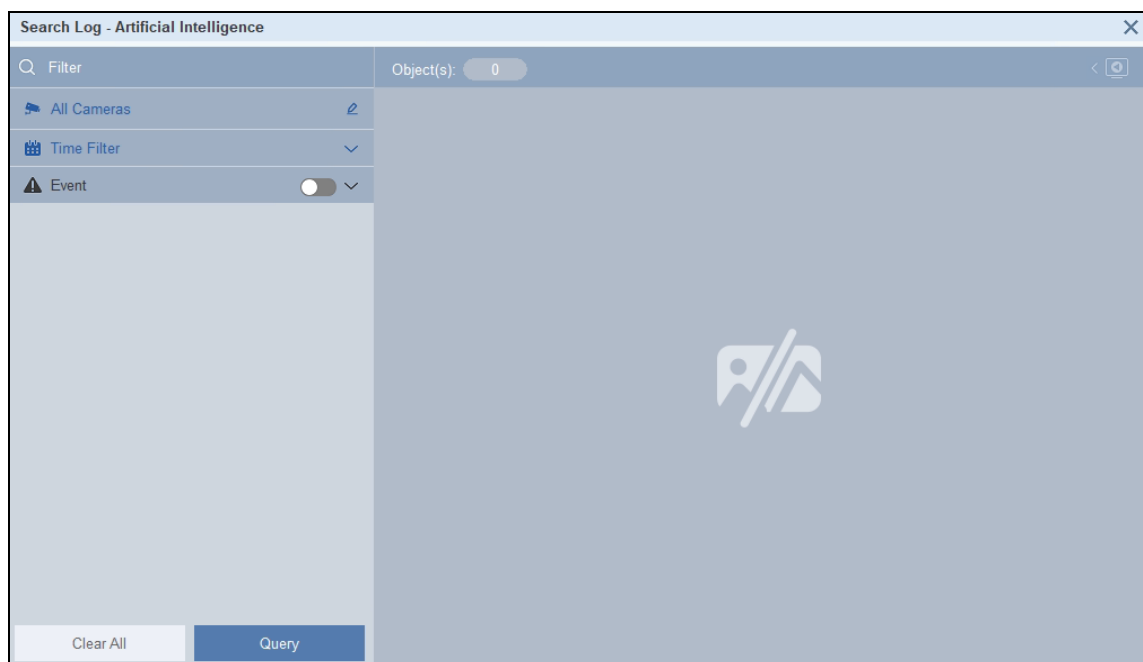 Search Log - Artificial Intelligence
Filter
Object(s): 0
All Cameras
Time Filter
Event
Clear All
Query